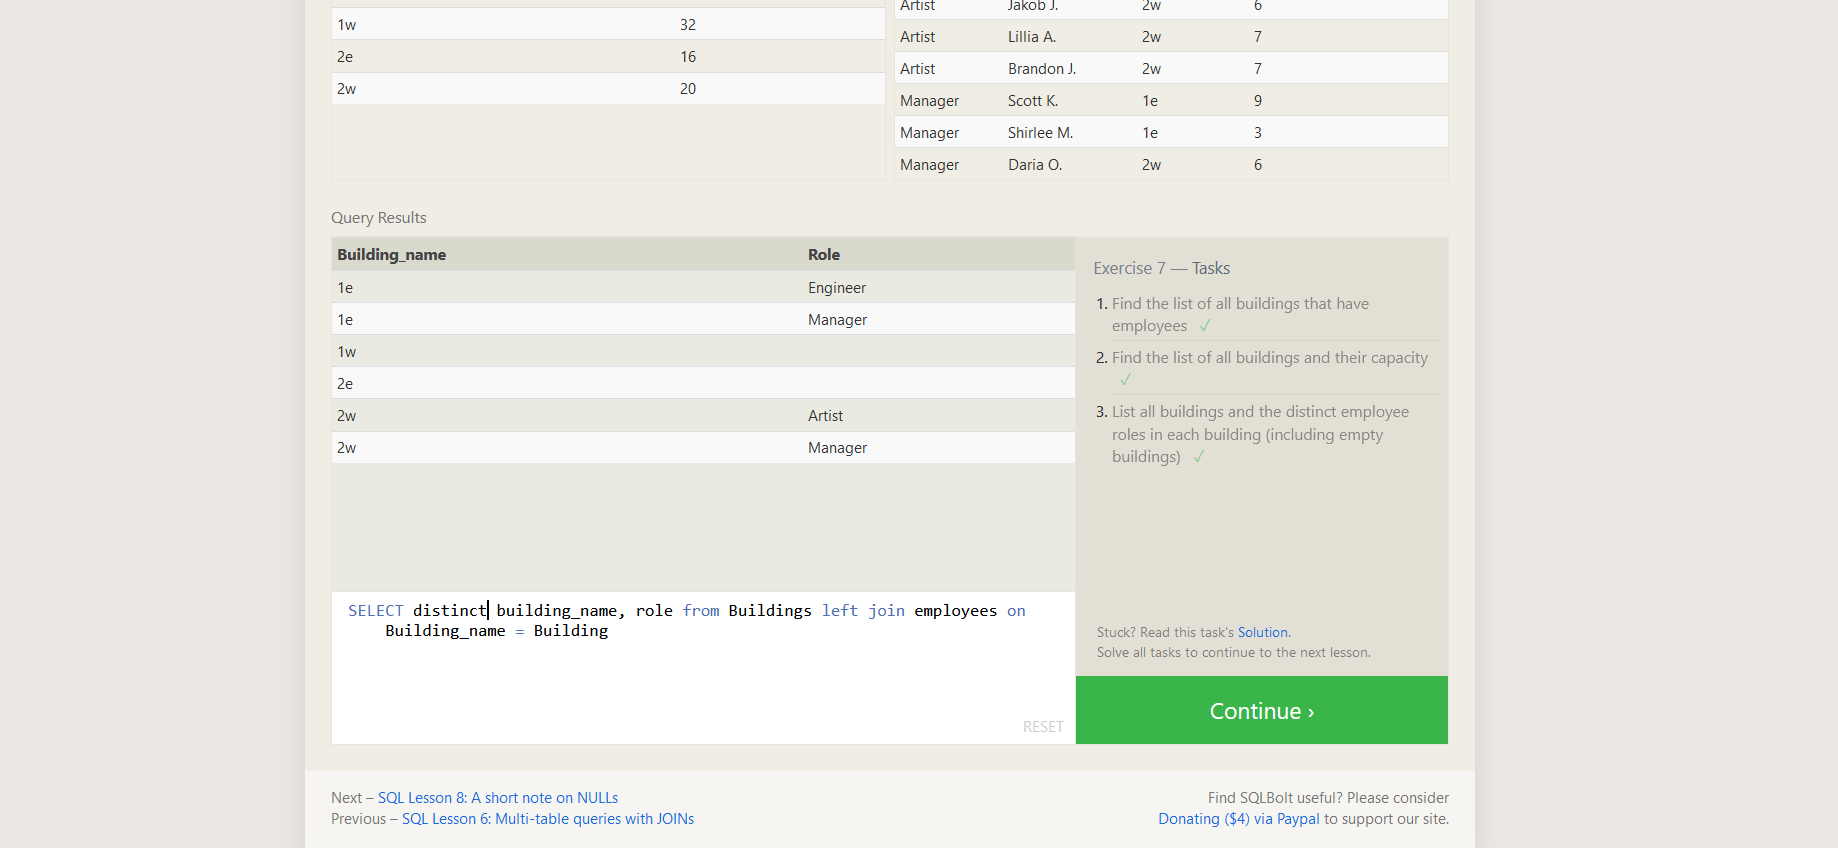 1w 32
2e 16
2w 20
Artist Jakob J. 2w 6
Artist Lillia A. 2w 7
Artist Brandon J. 2w 7
Manager Scott K. 1e 9
Manager Shirlee M. 1e 3
Manager Daria O. 2w 6
Query Results
Building_name Role
1e Engineer
1e Manager
1w
2e
2w Artist
2w Manager
SELECT distinct building_name, role from Buildings left join employees on
Building_name = Building
RESET
Exercise 7 — Tasks
1. Find the list of all buildings that have
employees ✓
2. Find the list of all buildings and their capacity
✓
3. List all buildings and the distinct employee
roles in each building (including empty
buildings) ✓
Stuck? Read this task's Solution.
Solve all tasks to continue to the next lesson.
Continue ›
Next – SQL Lesson 8: A short note on NULLs
Previous – SQL Lesson 6: Multi-table queries with JOINs
Find SQLBolt useful? Please consider
Donating ($4) via Paypal to support our site.